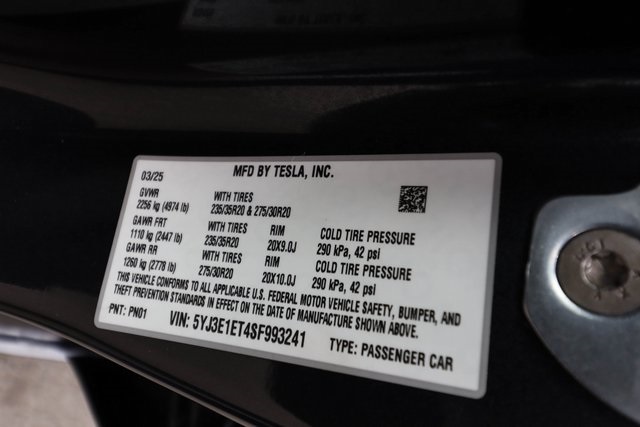 MFD BY TESLA, INC.
03/25
GVWR WITH TIRES
2256 kg (4974 lb) 235/35R20 & 275/30R20
GAWR FRT WITH TIRES RIM COLD TIRE PRESSURE
1110 kg (2447 lb) 235/35R20 20X9.0J 290 kPa, 42 psi
GAWR RR WITH TIRES RIM COLD TIRE PRESSURE
1260 kg (2778 lb) 275/30R20 20X10.0J 290 kPa, 42 psi
THIS VEHICLE CONFORMS TO ALL APPLICABLE U.S. FEDERAL MOTOR VEHICLE SAFETY, BUMPER, AND
THEFT PREVENTION STANDARDS IN EFFECT ON THE DATE OF MANUFACTURE SHOWN ABOVE.
PNT: PN01 VIN: 5YJ3E1ET4SF993241 TYPE: PASSENGER CAR